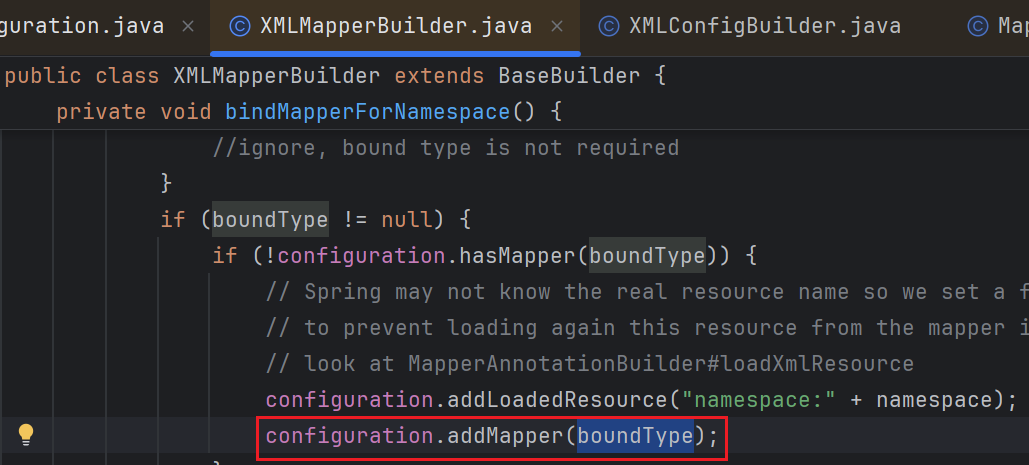 guration.java × XMLMapperBuilder.java × XMLConfigBuilder.java Ma
public class XMLMapperBuilder extends BaseBuilder {
private void bindMapperForNamespace() {
//ignore, bound type is not required
}
if (boundType != null) {
if (!configuration.hasMapper(boundType)) {
// Spring may not know the real resource name so we set a f
// to prevent loading again this resource from the mapper i
// look at MapperAnnotationBuilder#loadXmlResource
configuration.addLoadedResource("namespace:" + namespace);
configuration.addMapper(boundType);